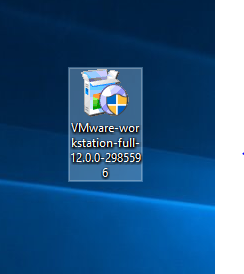 VMware-wor
kstation-full-
12.0.0-298559
6